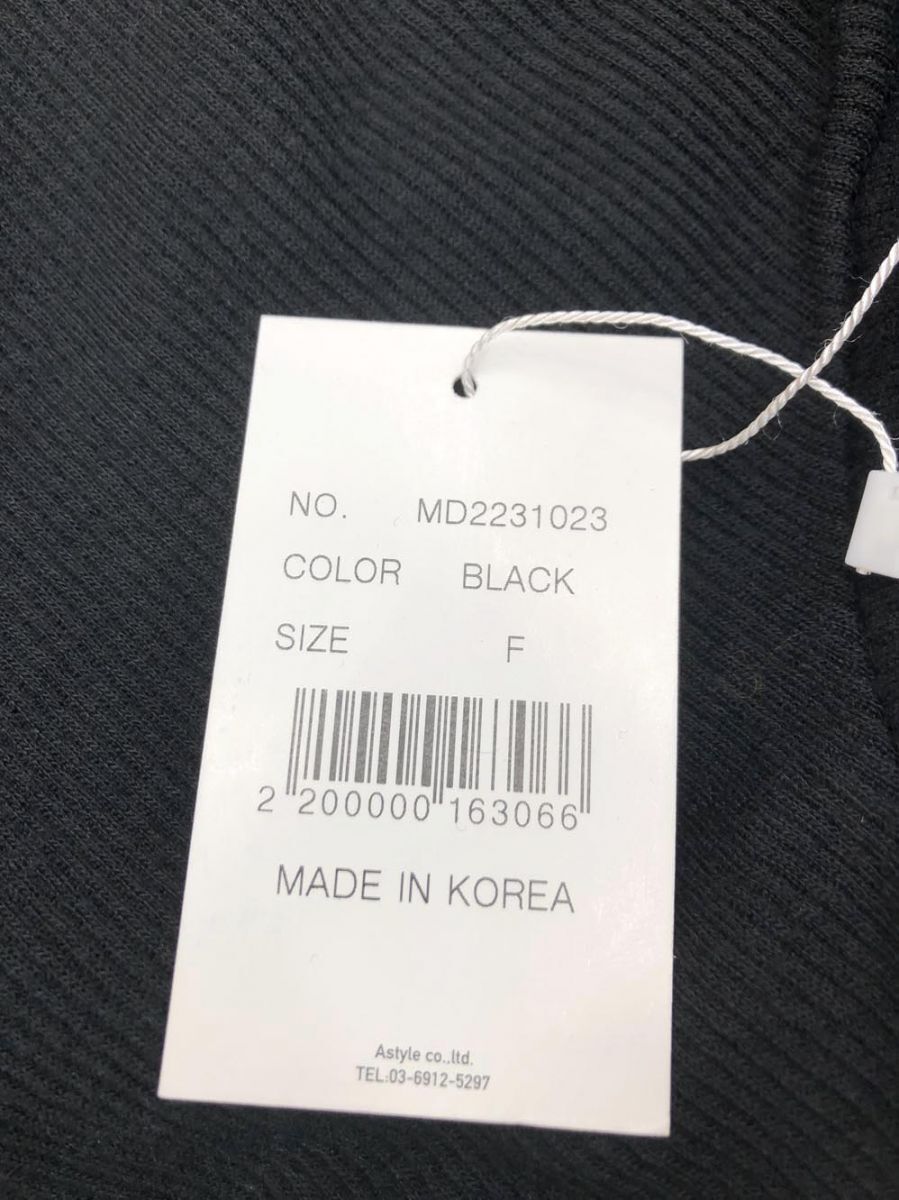 NO. MD2231023
COLOR BLACK
SIZE F
2 200000 163066
MADE IN KOREA
Astyle co.,ltd.
TEL:03-6912-5297